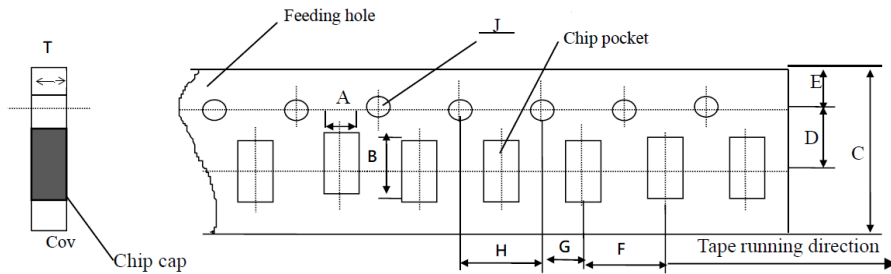 Feeding hole
J
Chip pocket
T
A
E
B
D
C
Cov
Chip cap
H
G
F
Tape running direction